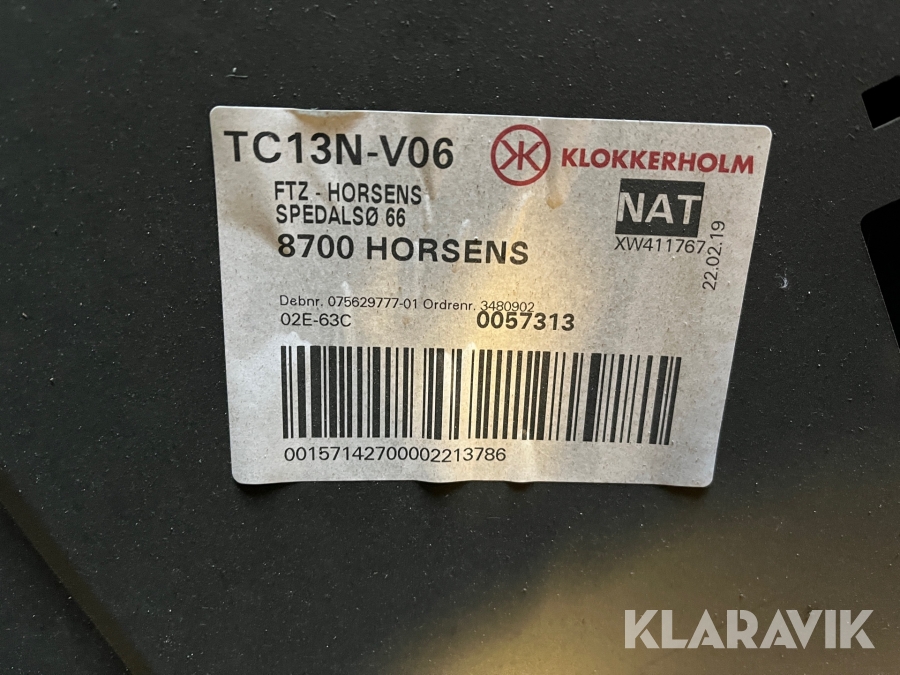 TC13N-V06
KLOKKERHOLM
FTZ - HORSENS
SPEDALSØ 66
8700 HORSENS
NAT
XW411767
22.02.19
Debnr. 075629777-01 Ordrenr. 3480902
02E-63C 0057313
00157142700002213786
KLARAVIK